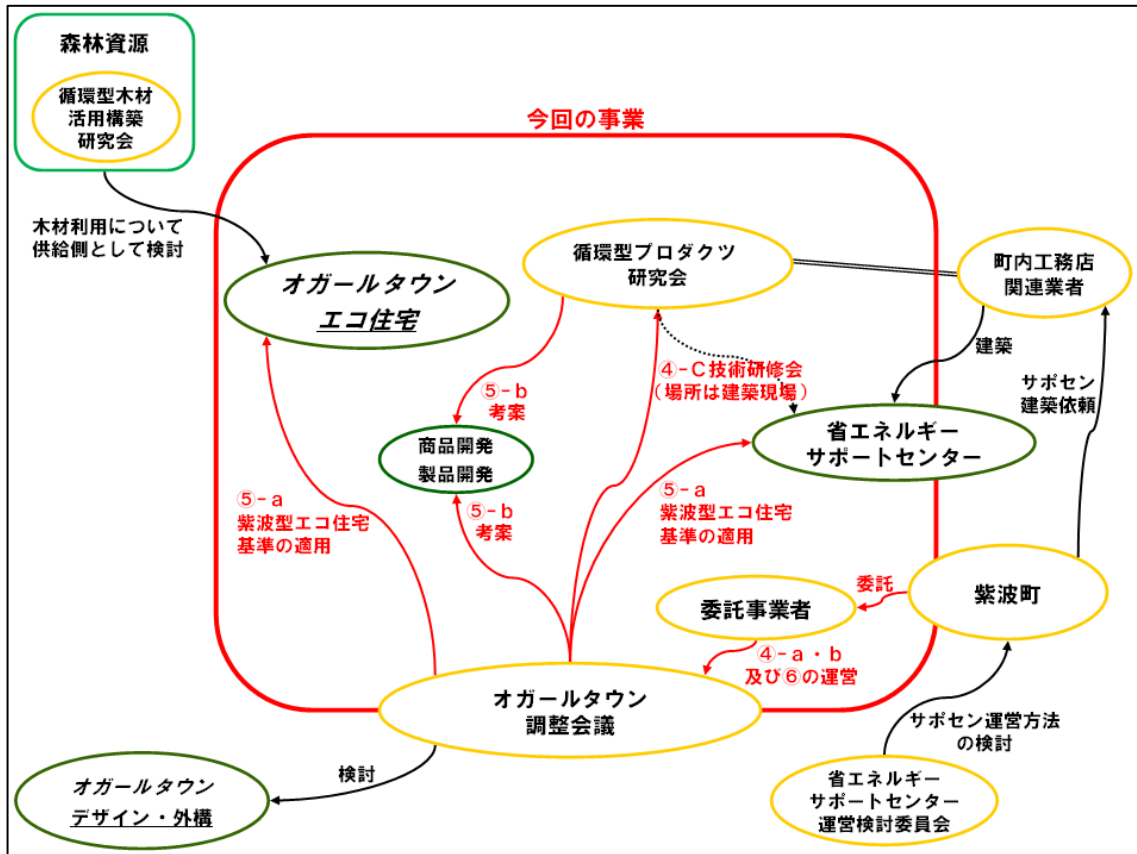 森林資源
循環型木材
活用構築
研究会
今回の事業
木材利用について
供給側として検討
オガールタウン
エコ住宅
循環型プロダクツ
研究会
町内工務店
関連業者
建築
④-C技術研修会
(場所は建築現場)
サポセン
建築依頼
⑤-b
考案
商品開発
製品開発
省エネルギー
サポートセンター
⑤-a
紫波型エコ住宅
基準の適用
⑤-b
考案
⑤-a
紫波型エコ住宅
基準の適用
委託
紫波町
委託事業者
④-a・b
及び⑥の運営
オガールタウン
調整会議
サポセン運営方法
の検討
検討
オガールタウン
デザイン・外構
省エネルギー
サポートセンター
運営検討委員会